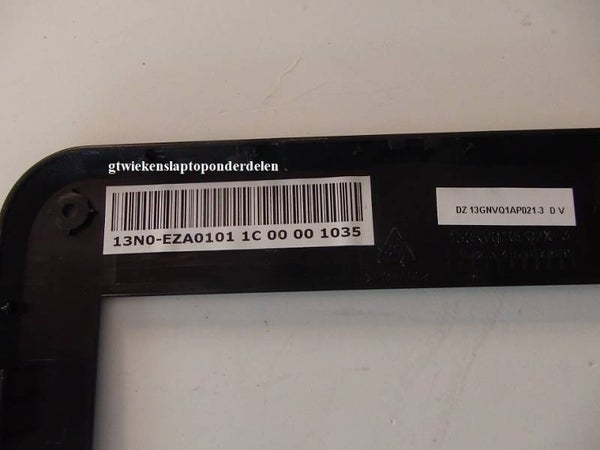 gtwiekenslaptoponderdelen
DZ 13GNVQ1AP021-3 D V
13N0-EZA0101 1C 00 00 1035